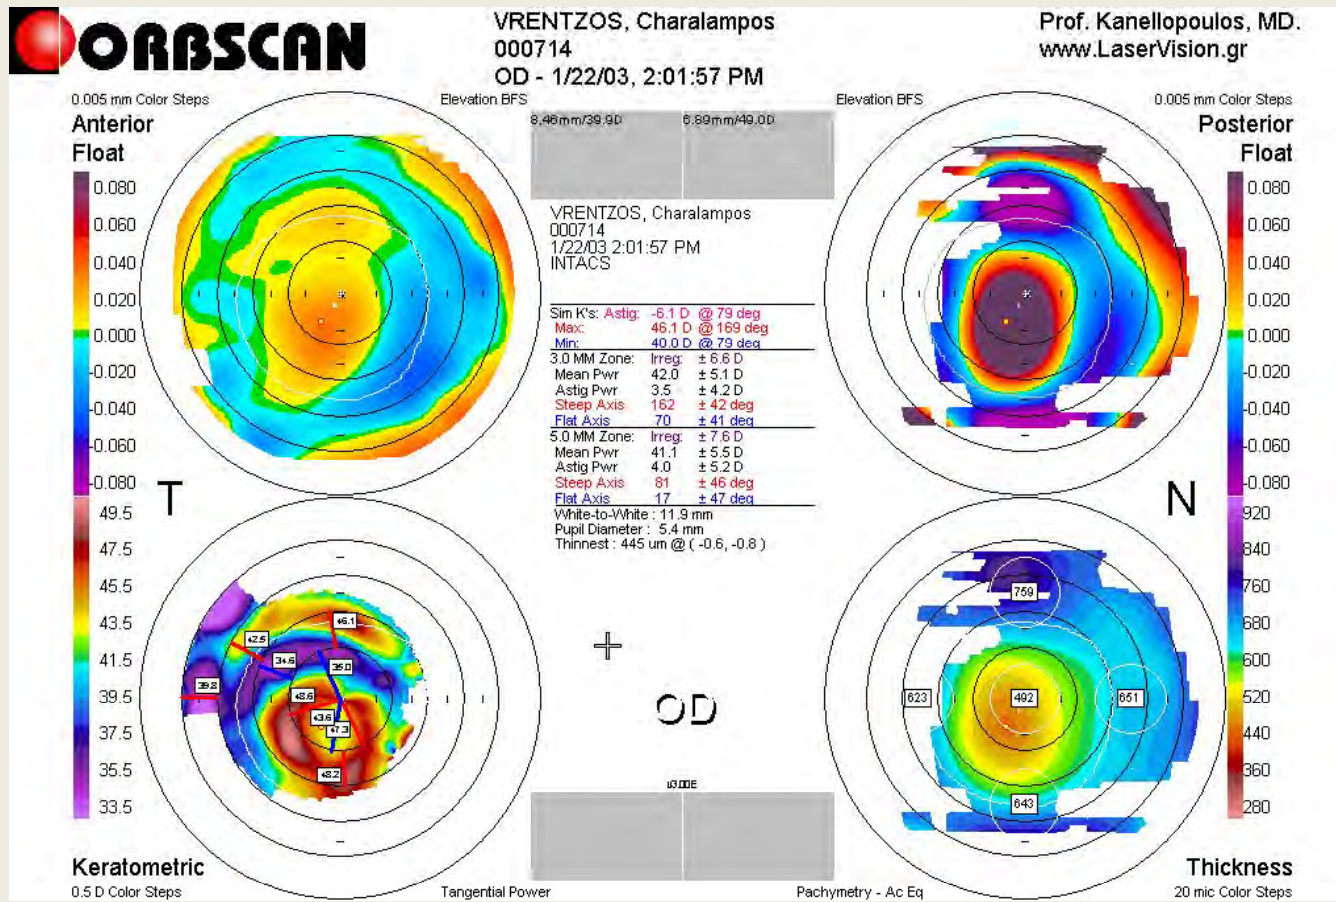 ORBSCAN
VRENTZOS, Charalampos
000714
OD - 1/22/03, 2:01:57 PM
Prof. Kanellopoulos, MD.
www.LaserVision.gr
0.005 mm Color Steps
Elevation BFS
Anterior
Float
0.080
0.060
0.040
0.020
0.000
-0.020
-0.040
-0.060
-0.080
8.46mm/39.9D
6.89mm/49.0D
Elevation BFS
0.005 mm Color Steps
Posterior
Float
0.080
0.060
0.040
0.020
0.000
-0.020
-0.040
-0.060
-0.080
VRENTZOS, Charalampos
000714
1/22/03 2:01:57 PM
INTACS
Sim K's: Astig: -6.1 D @ 79 deg
Max: 46.1 D @ 169 deg
Min: 40.0 D @ 79 deg
3.0 MM Zone: Irreg: ± 6.6 D
Mean Pwr 42.0 ± 5.1 D
Astig Pwr 3.5 ± 4.2 D
Steep Axis 162 ± 42 deg
Flat Axis 70 ± 41 deg
5.0 MM Zone: Irreg: ± 7.6 D
Mean Pwr 41.1 ± 5.5 D
Astig Pwr 4.0 ± 5.2 D
Steep Axis 81 ± 46 deg
Flat Axis 17 ± 47 deg
White-to-White : 11.9 mm
Pupil Diameter : 5.4 mm
Thinnest : 445 um @ ( -0.6, -0.8 )
T
N
49.5
47.5
45.5
43.5
41.5
39.5
37.5
35.5
33.5
46.1
42.5
34.6
35.0
39.8
48.6
43.6
47.3
48.2
OD
759
623
492
651
643
920
840
760
680
600
520
440
360
280
Keratometric
0.5 D Color Steps
Tangential Power
Pachymetry - Ac Eq
Thickness
20 mic Color Steps